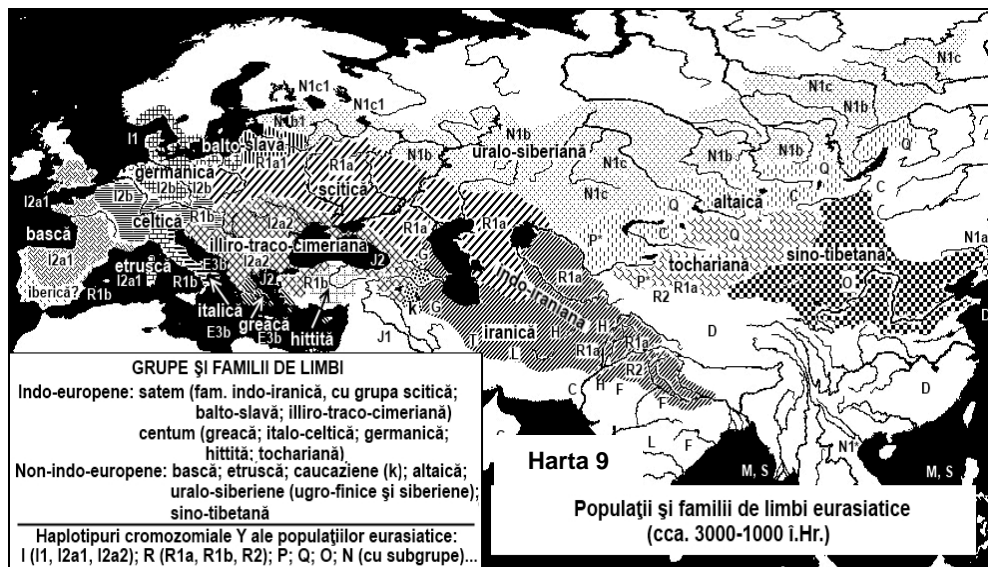 N1c1
N1c1
N1b1
N1c
N1c
N1b
I1
balto-slavă
R1a1
R1a
N1b
N1b
uralo-siberiană
N1c
N1b
N1b
Q
germanică
I2b
I2b
scitică
N1c
Q
altaică
C
C
I2a1
I2b
celtică
R1b
I2a2
R1a
R1a
Q
C
Q
N1a
bască
illiro-traco-cimeriană
P*
tochariană
sino-tibetană
I2a1
etruscă
E3b
I2a2
J2
G
R1a
P*
R1a
O
iberică?
R1b
I2a1
R1b
J2
R1b
k
G
indo-iraniană
R2
D
italică
greacă
hittită
iranică
H
H
E3b
E3b
J1
L
R1a
R1a
R2
D
C
H
F
F
L
F
N1*
M, S
M, S
GRUPE ŞI FAMILII DE LIMBI
Indo-europene: satem (fam. indo-iranică, cu grupa scitică;
balto-slavă; illiro-traco-cimeriană)
centum (greacă; italo-celtică; germanică;
hittită; tochariană)
Non-indo-europene: bască; etruscă; caucaziene (k); altaică;
uralo-siberiene (ugro-finice şi siberiene);
sino-tibetană
Haplotipuri cromozomiale Y ale populaţiilor eurasiatice:
I (I1, I2a1, I2a2); R (R1a, R1b, R2); P; Q; O; N (cu subgrupe)...
Harta 9
Populaţii şi familii de limbi eurasiatice
(cca. 3000-1000 î.Hr.)